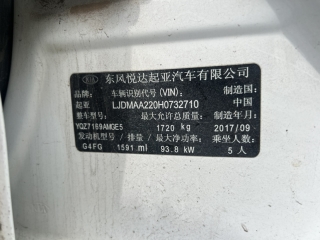 东风悦达起亚汽车有限公司
品牌: 车辆识别代号(VIN): 制造国:
起亚 LJDMAA220H0732710 中国
整车型号: 最大允许总质量: 制造年月:
YQZ7169AMGE5 1720 kg 2017/09
发动机型号/排量: 最大净功率: 乘坐人数:
G4FG 1591 ml 93.8 kW 5 人